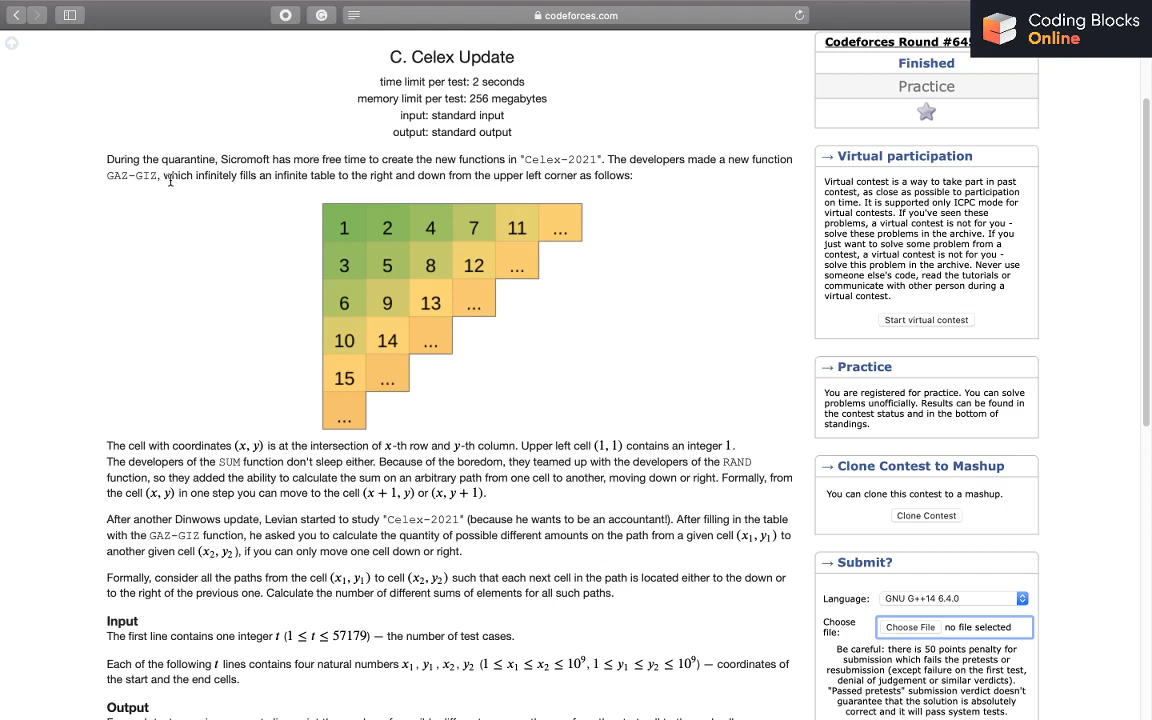 codeforces.com
Coding Blocks
Online
C. Celex Update
time limit per test: 2 seconds
memory limit per test: 256 megabytes
input: standard input
output: standard output
During the quarantine, Sicromoft has more free time to create the new functions in "Celex-2021". The developers made a new function
GAZ-GIZ, which infinitely fills an infinite table to the right and down from the upper left corner as follows:
1 2 4 7 11 ...
3 5 8 12 ...
6 9 13 ...
10 14 ...
15 ...
...
The cell with coordinates (x, y) is at the intersection of x-th row and y-th column. Upper left cell (1, 1) contains an integer 1.
The developers of the SUM function don't sleep either. Because of the boredom, they teamed up with the developers of the RAND
function, so they added the ability to calculate the sum on an arbitrary path from one cell to another, moving down or right. Formally, from
the cell (x, y) in one step you can move to the cell (x + 1, y) or (x, y + 1).
After another Dinwows update, Levian started to study "Celex-2021" (because he wants to be an accountant!). After filling in the table
with the GAZ-GIZ function, he asked you to calculate the quantity of possible different amounts on the path from a given cell (x₁, y₁) to
another given cell (x₂, y₂), if you can only move one cell down or right.
Formally, consider all the paths from the cell (x₁, y₁) to cell (x₂, y₂) such that each next cell in the path is located either to the down or
to the right of the previous one. Calculate the number of different sums of elements for all such paths.
Input
The first line contains one integer t (1 ≤ t ≤ 57179) — the number of test cases.
Each of the following t lines contains four natural numbers x₁, y₁, x₂, y₂ (1 ≤ x₁ ≤ x₂ ≤ 10⁹, 1 ≤ y₁ ≤ y₂ ≤ 10⁹) — coordinates of
the start and the end cells.
Output
Codeforces Round #64
Finished
Practice
→ Virtual participation
Virtual contest is a way to take part in past
contest, as close as possible to participation
on time. It is supported only ICPC mode for
virtual contests. If you've seen these
problems, a virtual contest is not for you -
solve these problems in the archive. If you
just want to solve some problem from a
contest, a virtual contest is not for you -
solve this problem in the archive. Never use
someone else's code, read the tutorials or
communicate with other person during a
virtual contest.
Start virtual contest
→ Practice
You are registered for practice. You can solve
problems unofficially. Results can be found in
the contest status and in the bottom of
standings.
→ Clone Contest to Mashup
You can clone this contest to a mashup.
Clone Contest
→ Submit?
Language: GNU G++14 6.4.0
Choose
file: Choose File no file selected
Be careful: there is 50 points penalty for
submission which fails the pretests or
resubmission (except failure on the first test,
denial of judgement or similar verdicts).
"Passed pretests" submission verdict doesn't
guarantee that the solution is absolutely
correct and it will pass system tests.